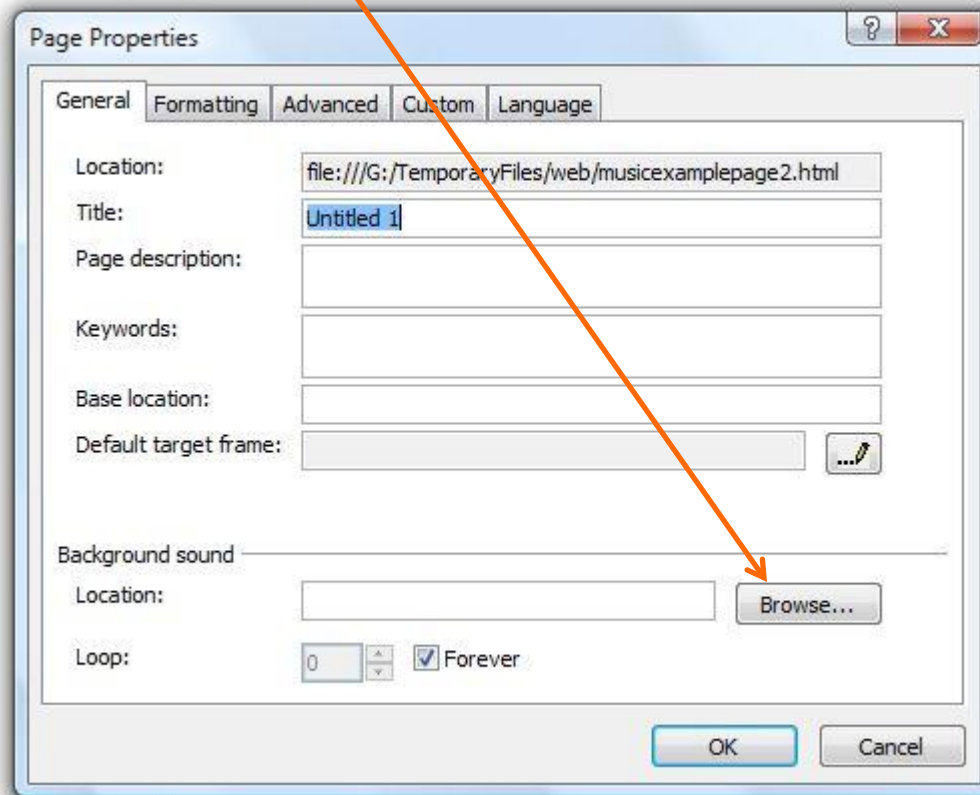 Page Properties
General Formatting Advanced Custom Language
Location: file:///G:/TemporaryFiles/web/musicexamplepage2.html
Title: Untitled 1
Page description:
Keywords:
Base location:
Default target frame: ...
Background sound
Location: Browse...
Loop: 0 Forever
OK Cancel